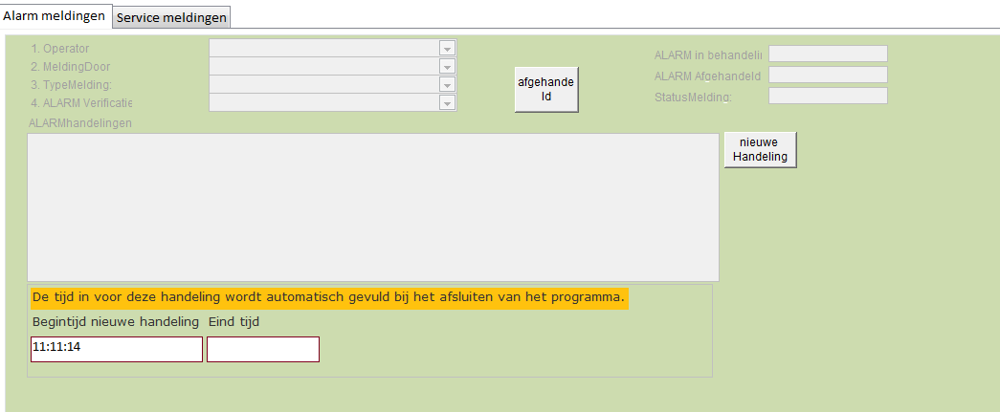 Alarm meldingen
Service meldingen
1. Operator
2. MeldingDoor
3. TypeMelding:
4. ALARM Verificatie
ALARMhandelingen
afgehande
ld
ALARM in behandelin
ALARM Afgehandeld
StatusMelding:
nieuwe
Handeling
De tijd in voor deze handeling wordt automatisch gevuld bij het afsluiten van het programma.
Begintijd nieuwe handeling
Eind tijd
11:11:14